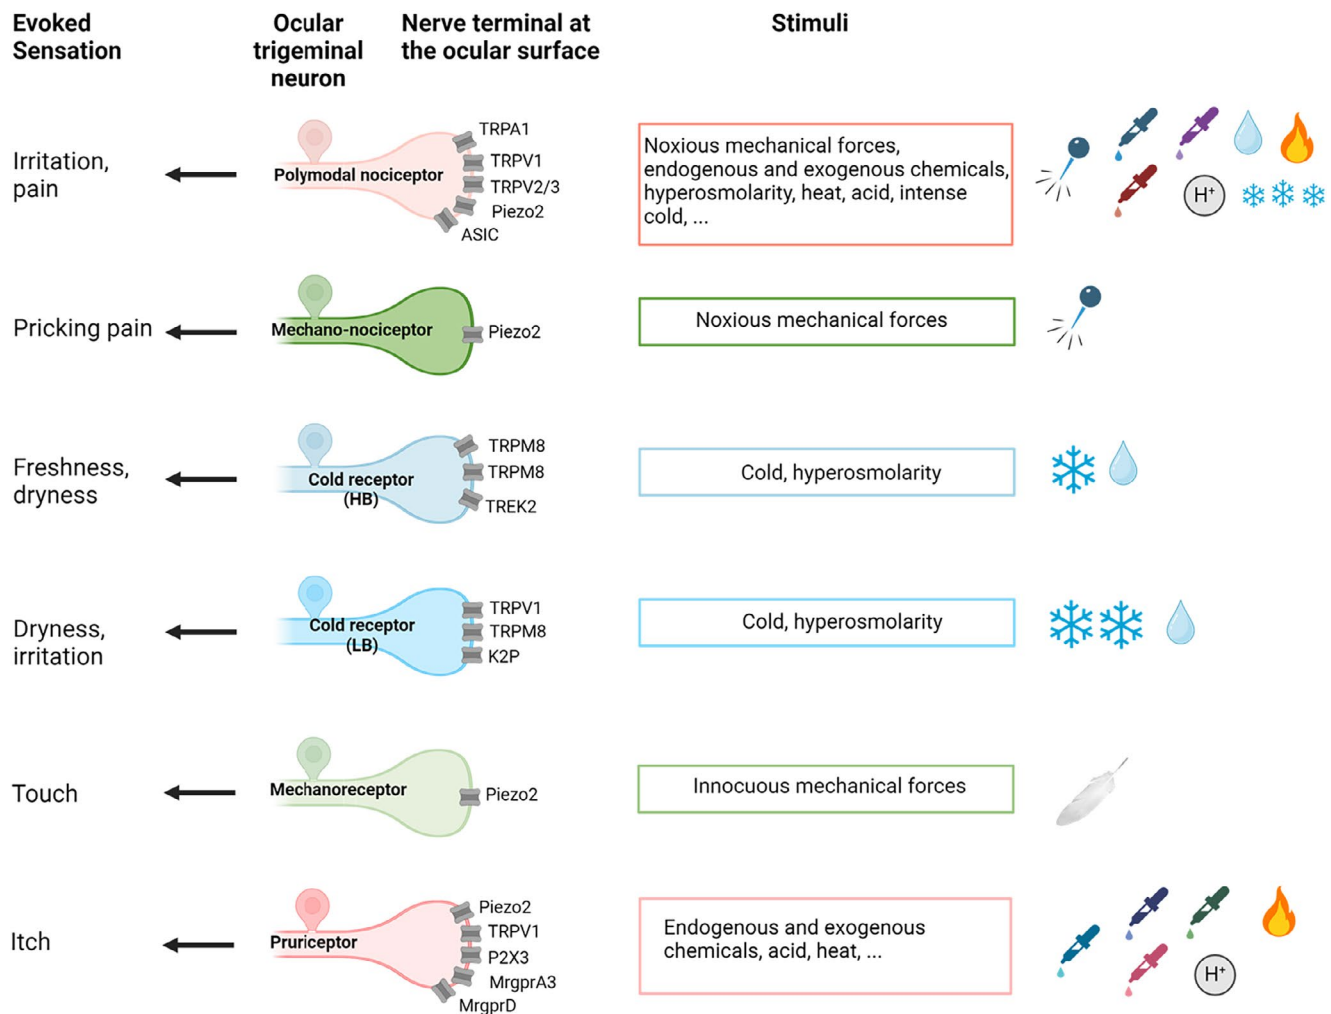 Evoked
Sensation
Ocular
trigeminal
neuron
Nerve terminal at
the ocular surface
Stimuli
Irritation,
pain
Polymodal nociceptor
TRPA1
TRPV1
TRPV2/3
Piezo2
ASIC
Noxious mechanical forces,
endogenous and exogenous chemicals,
hyperosmolarity, heat, acid, intense
cold, ...
H+
Pricking pain
Mechano-nociceptor
Piezo2
Noxious mechanical forces
Freshness,
dryness
Cold receptor
(HB)
TRPM8
TRPM8
TREK2
Cold, hyperosmolarity
Dryness,
irritation
Cold receptor
(LB)
TRPV1
TRPM8
K2P
Cold, hyperosmolarity
Touch
Mechanoreceptor
Piezo2
Innocuous mechanical forces
Itch
Pruriceptor
Piezo2
TRPV1
P2X3
MrgprA3
MrgprD
Endogenous and exogenous
chemicals, acid, heat, ...
H+